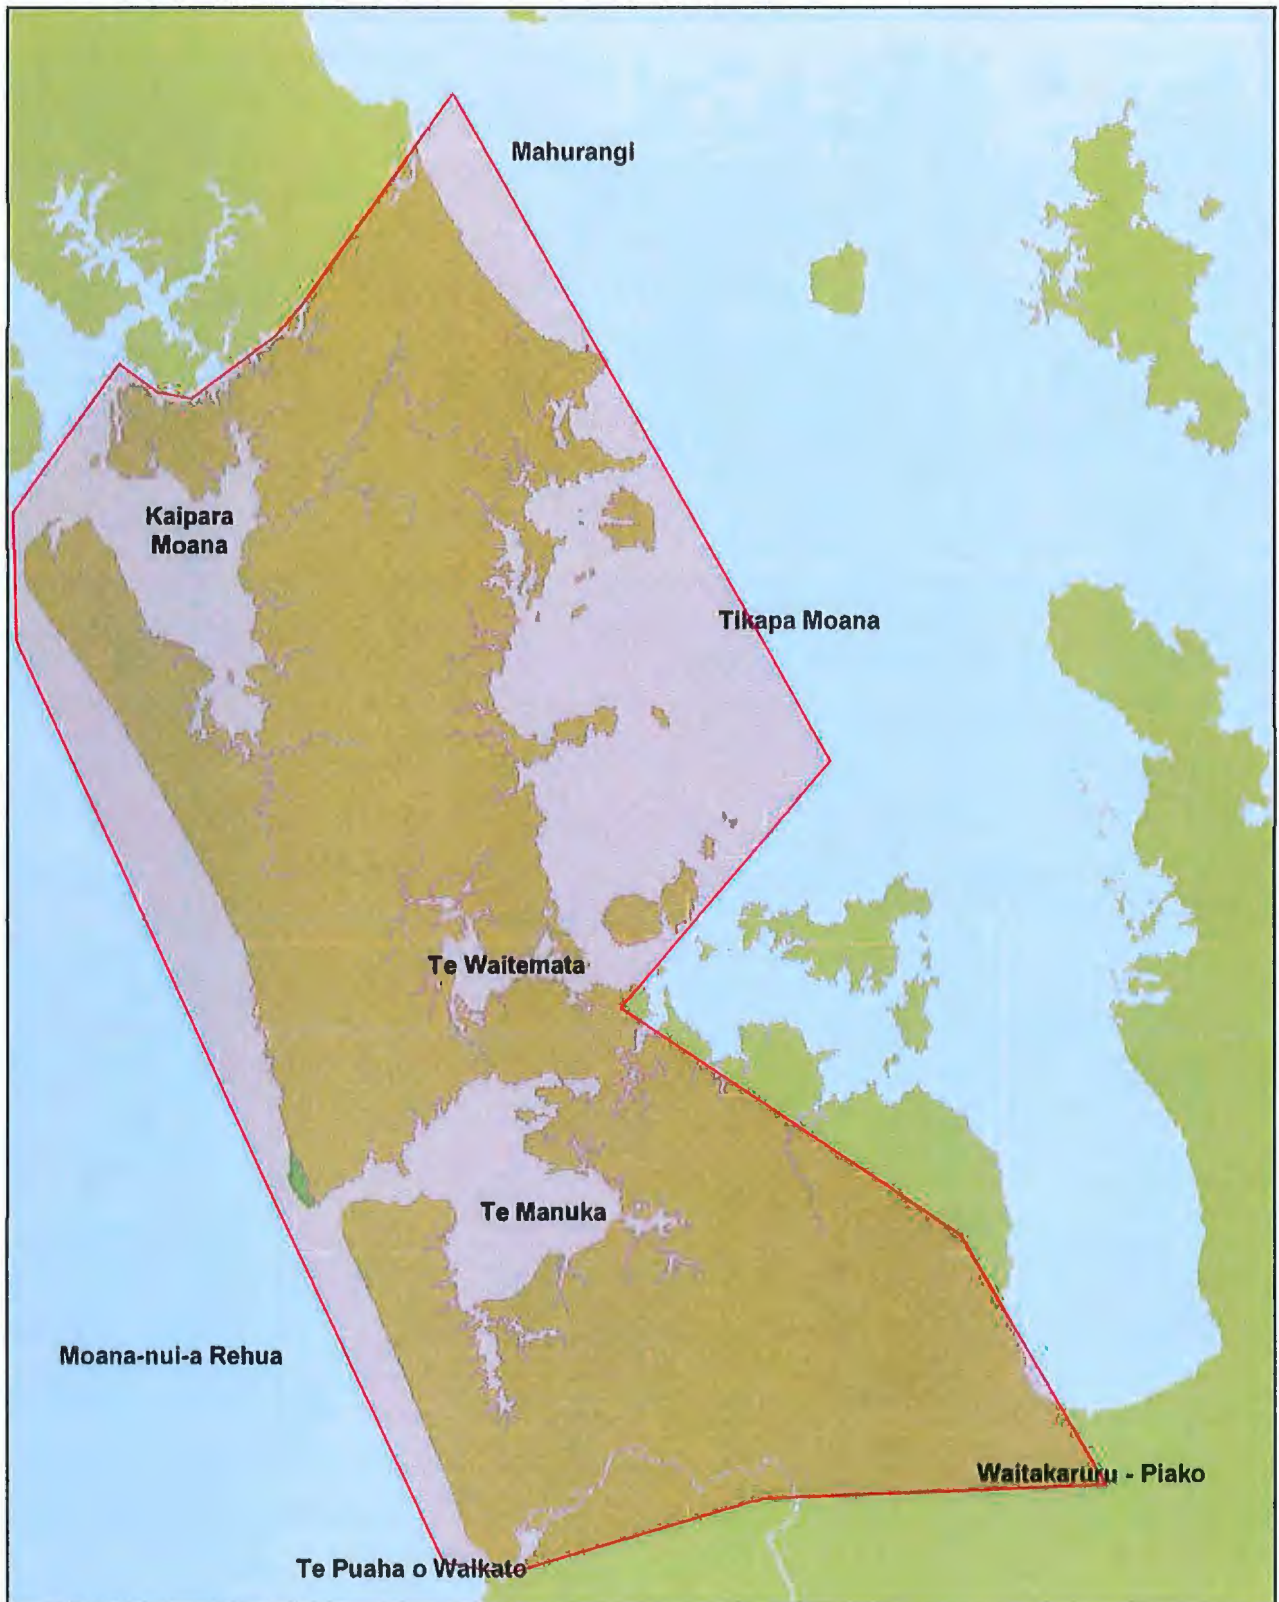 Mahurangi
Kaipara
Moana
Tikapa Moana
Te Waitemata
Te Manuka
Moana-nui-a Rehua
Waitakaruru - Piako
Te Puaha o Waikato